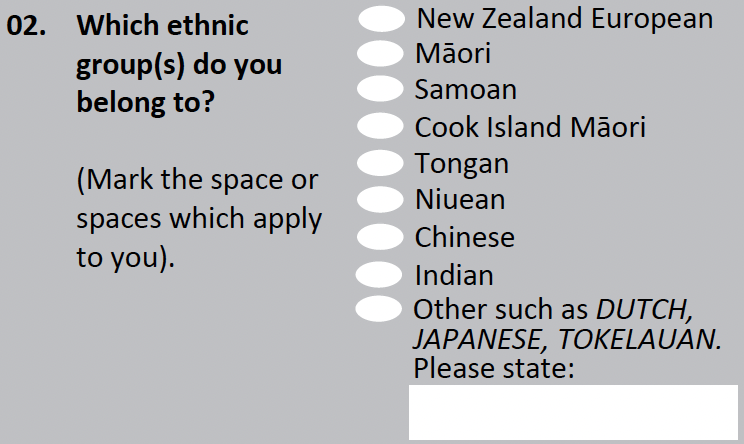 02. Which ethnic
group(s) do you
belong to?
(Mark the space or
spaces which apply
to you).
New Zealand European
Māori
Samoan
Cook Island Māori
Tongan
Niuean
Chinese
Indian
Other such as DUTCH,
JAPANESE, TOKELAUAN.
Please state: